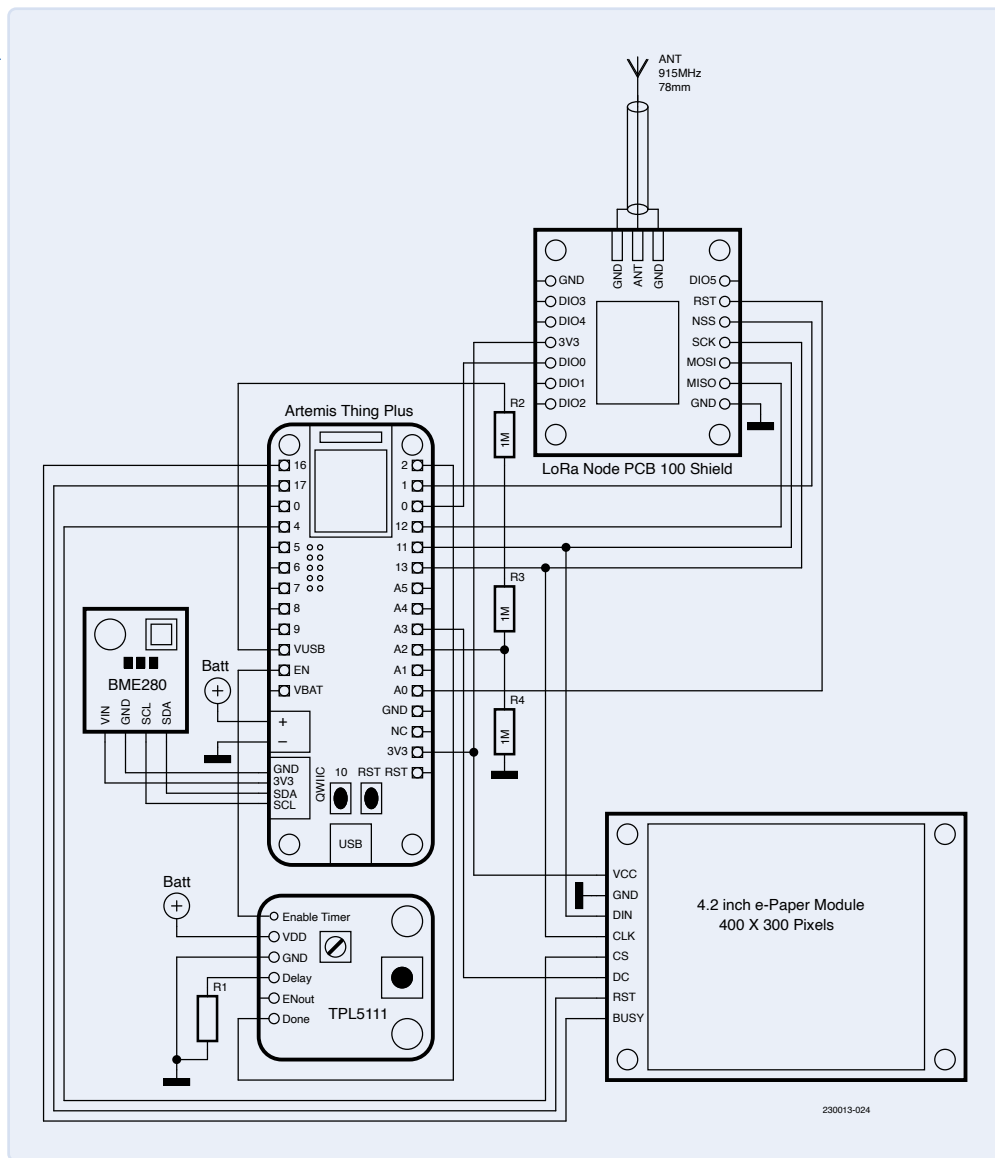 ANT
915MHz
78mm
GND
ANT
GND
GND
DIO3
DIO4
3V3
DIO0
DIO1
DIO2
DIO5
RST
NSS
SCK
MOSI
MISO
GND
LoRa Node PCB 100 Shield
R2
1M
R3
1M
R4
1M
Artemis Thing Plus
16
17
0
4
5
6
7
8
9
VUSB
EN
VBAT
+
–
GND
3V3
SDA
SCL
QWIIC
10
RST
USB
2
1
0
12
11
13
A5
A4
A3
A2
A1
A0
GND
NC
3V3
RST
BME280
VIN
GND
SCL
SDA
Batt
+
Batt
+
R1
Enable Timer
VDD
GND
Delay
ENout
Done
TPL5111
VCC
GND
DIN
CLK
CS
DC
RST
BUSY
4.2 inch e-Paper Module
400 X 300 Pixels
230013-024